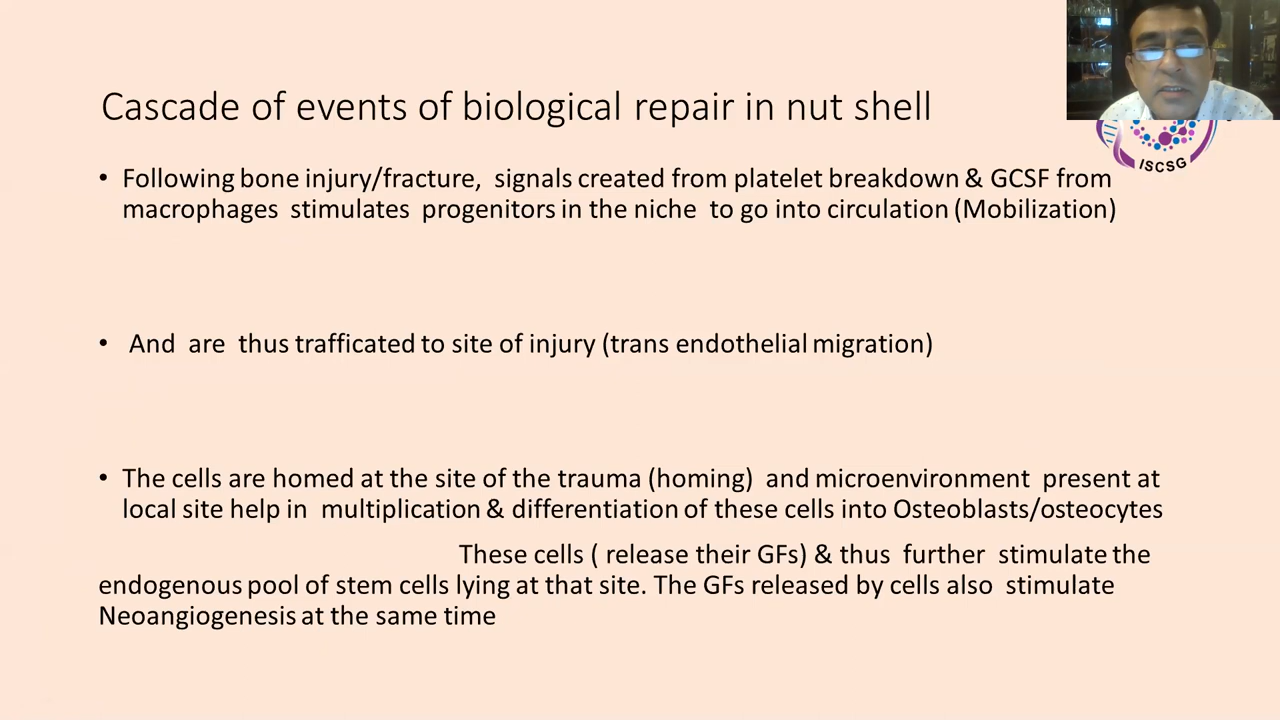 Cascade of events of biological repair in nut shell
• Following bone injury/fracture, signals created from platelet breakdown & GCSF from
macrophages stimulates progenitors in the niche to go into circulation (Mobilization)
• And are thus trafficated to site of injury (trans endothelial migration)
• The cells are homed at the site of the trauma (homing) and microenvironment present at
local site help in multiplication & differentiation of these cells into Osteoblasts/osteocytes
These cells ( release their GFs) & thus further stimulate the
endogenous pool of stem cells lying at that site. The GFs released by cells also stimulate
Neoangiogenesis at the same time
ISCSG